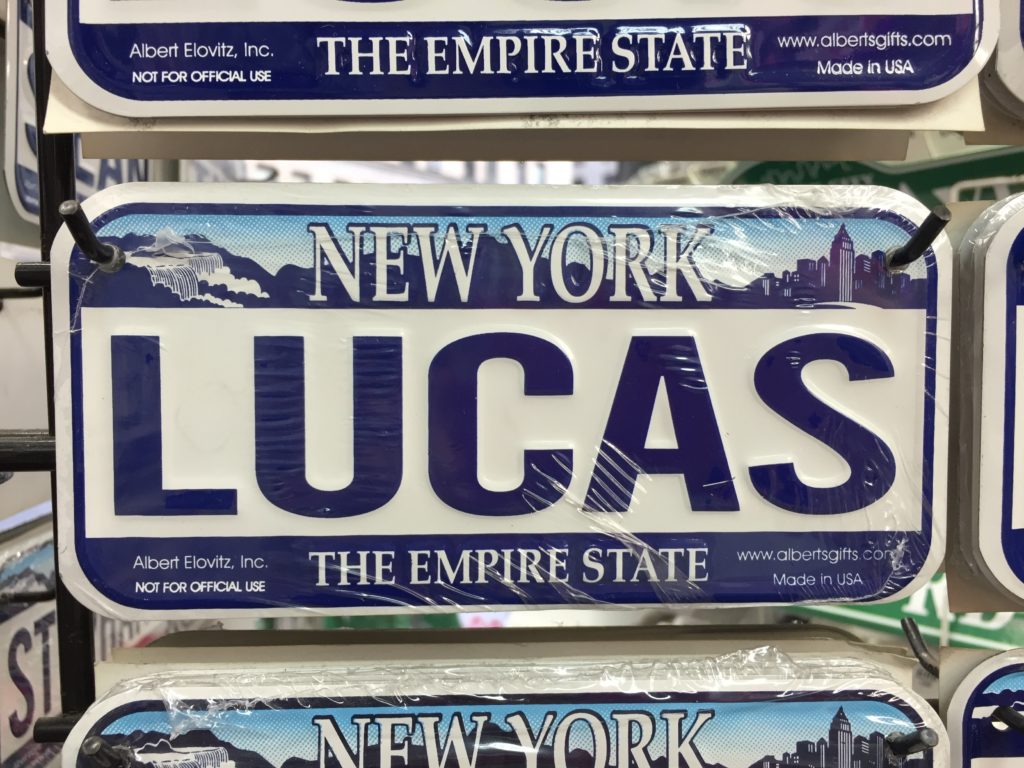 Albert Elovitz, Inc.
NOT FOR OFFICIAL USE
THE EMPIRE STATE
www.albertsgifts.com
Made in USA
NEW YORK
LUCAS
Albert Elovitz, Inc.
NOT FOR OFFICIAL USE
THE EMPIRE STATE
www.albertsgifts.com
Made in USA
NEW YORK
ST